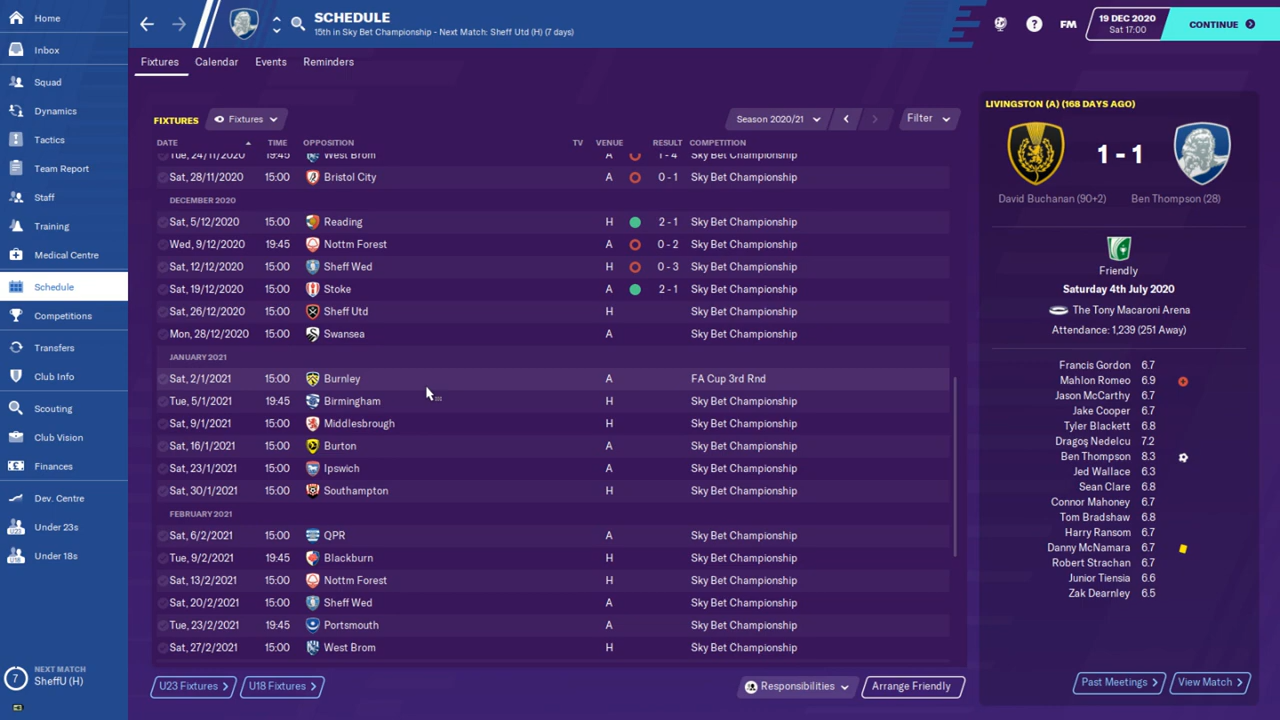 Home
Inbox
Squad
Dynamics
Tactics
Team Report
Staff
Training
Medical Centre
Schedule
Competitions
Transfers
Club Info
Scouting
Club Vision
Finances
Dev. Centre
Under 23s
Under 18s
NEXT MATCH
7 SheffU (H)
SCHEDULE
15th in Sky Bet Championship - Next Match: Sheff Utd (H) (7 days)
? FM 19 DEC 2020 CONTINUE
Sat 17:00
Fixtures Calendar Events Reminders
FIXTURES Fixtures Season 2020/21 Filter
DATE TIME OPPOSITION TV VENUE RESULT COMPETITION
Tue, 24/11/2020 19:45 West Brom A 1 - 4 Sky Bet Championship
Sat, 28/11/2020 15:00 Bristol City A 0 - 1 Sky Bet Championship
DECEMBER 2020
Sat, 5/12/2020 15:00 Reading H 2 - 1 Sky Bet Championship
Wed, 9/12/2020 19:45 Nottm Forest A 0 - 2 Sky Bet Championship
Sat, 12/12/2020 15:00 Sheff Wed H 0 - 3 Sky Bet Championship
Sat, 19/12/2020 15:00 Stoke A 2 - 1 Sky Bet Championship
Sat, 26/12/2020 15:00 Sheff Utd H Sky Bet Championship
Mon, 28/12/2020 15:00 Swansea A Sky Bet Championship
JANUARY 2021
Sat, 2/1/2021 15:00 Burnley A FA Cup 3rd Rnd
Tue, 5/1/2021 19:45 Birmingham H Sky Bet Championship
Sat, 9/1/2021 15:00 Middlesbrough H Sky Bet Championship
Sat, 16/1/2021 15:00 Burton A Sky Bet Championship
Sat, 23/1/2021 15:00 Ipswich A Sky Bet Championship
Sat, 30/1/2021 15:00 Southampton H Sky Bet Championship
FEBRUARY 2021
Sat, 6/2/2021 15:00 QPR A Sky Bet Championship
Tue, 9/2/2021 19:45 Blackburn H Sky Bet Championship
Sat, 13/2/2021 15:00 Nottm Forest H Sky Bet Championship
Sat, 20/2/2021 15:00 Sheff Wed A Sky Bet Championship
Tue, 23/2/2021 19:45 Portsmouth A Sky Bet Championship
Sat, 27/2/2021 15:00 West Brom H Sky Bet Championship
U23 Fixtures U18 Fixtures Responsibilities Arrange Friendly
LIVINGSTON (A) (168 DAYS AGO)
1 - 1
David Buchanan (90+2) Ben Thompson (28)
Friendly
Saturday 4th July 2020
The Tony Macaroni Arena
Attendance: 1,239 (251 Away)
Francis Gordon 6.7
Mahlon Romeo 6.9
Jason McCarthy 6.7
Jake Cooper 6.7
Tyler Blackett 6.8
Dragoş Nedelcu 7.2
Ben Thompson 8.3
Jed Wallace 6.3
Sean Clare 6.8
Connor Mahoney 6.7
Tom Bradshaw 6.8
Harry Ransom 6.7
Danny McNamara 6.7
Robert Strachan 6.7
Junior Tiensia 6.6
Zak Dearnley 6.5
Past Meetings View Match